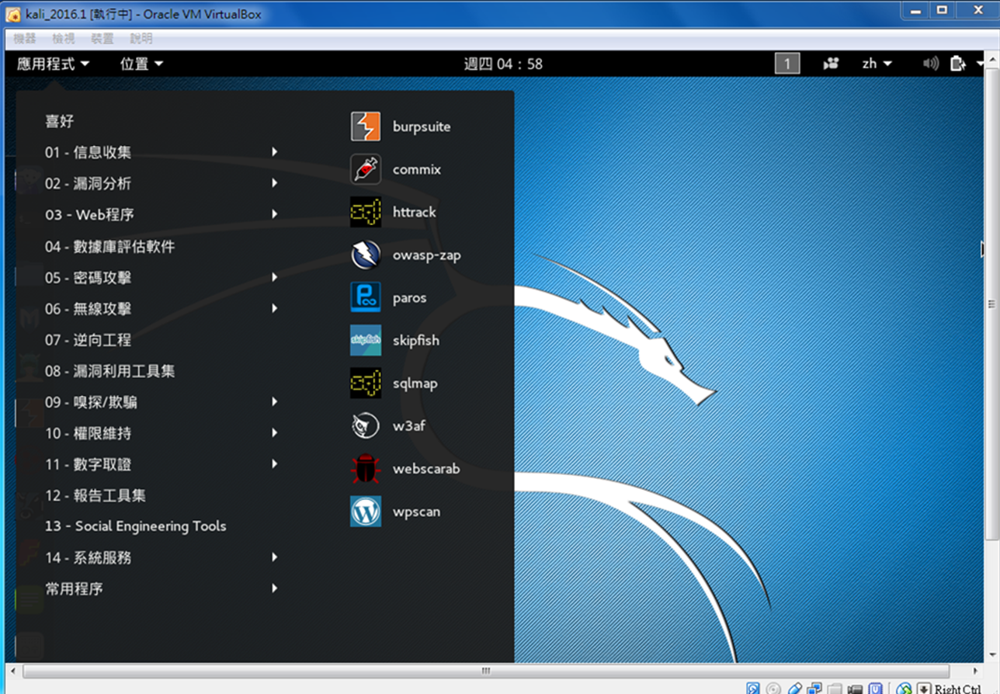 kali_2016.1 [執行中] - Oracle VM VirtualBox
機器 檢視 裝置 說明
應用程式 位置 週四 04：58 1 zh
喜好
01 - 信息收集
02 - 漏洞分析
03 - Web程序
04 - 數據庫評估軟件
05 - 密碼攻擊
06 - 無線攻擊
07 - 逆向工程
08 - 漏洞利用工具集
09 - 嗅探/欺騙
10 - 權限維持
11 - 數字取證
12 - 報告工具集
13 - Social Engineering Tools
14 - 系統服務
常用程序
burpsuite
commix
httrack
owasp-zap
paros
skipfish
sqlmap
w3af
webscarab
wpscan
Right Ctrl